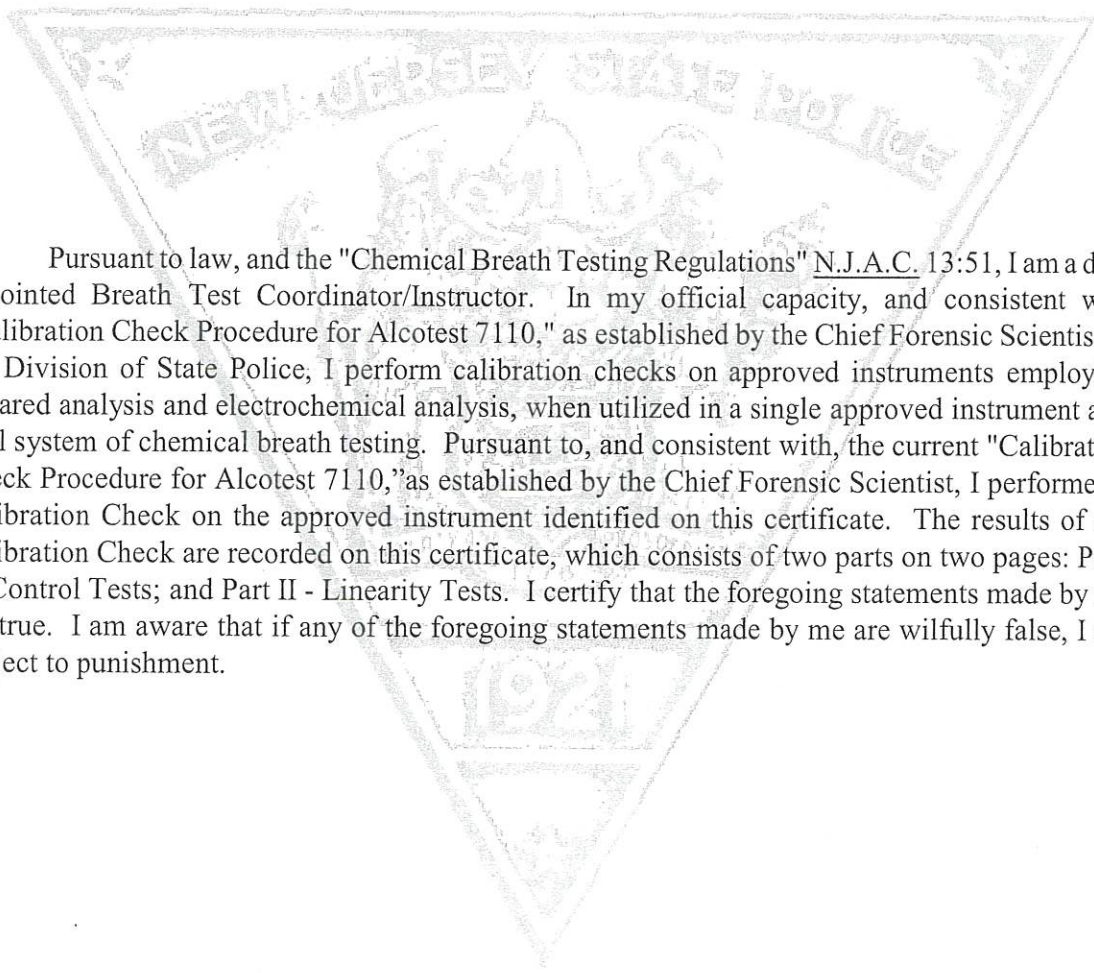 NEW JERSEY STATE POLICE
Pursuant to law, and the "Chemical Breath Testing Regulations" N.J.A.C. 13:51, I am a d
ointed Breath Test Coordinator/Instructor. In my official capacity, and consistent w
libration Check Procedure for Alcotest 7110," as established by the Chief Forensic Scientis
Division of State Police, I perform calibration checks on approved instruments employ
ared analysis and electrochemical analysis, when utilized in a single approved instrument a
l system of chemical breath testing. Pursuant to, and consistent with, the current "Calibrat
eck Procedure for Alcotest 7110,"as established by the Chief Forensic Scientist, I performe
ibration Check on the approved instrument identified on this certificate. The results of
ibration Check are recorded on this certificate, which consists of two parts on two pages: P
Control Tests; and Part II - Linearity Tests. I certify that the foregoing statements made by
true. I am aware that if any of the foregoing statements made by me are wilfully false, I
ject to punishment.
1921